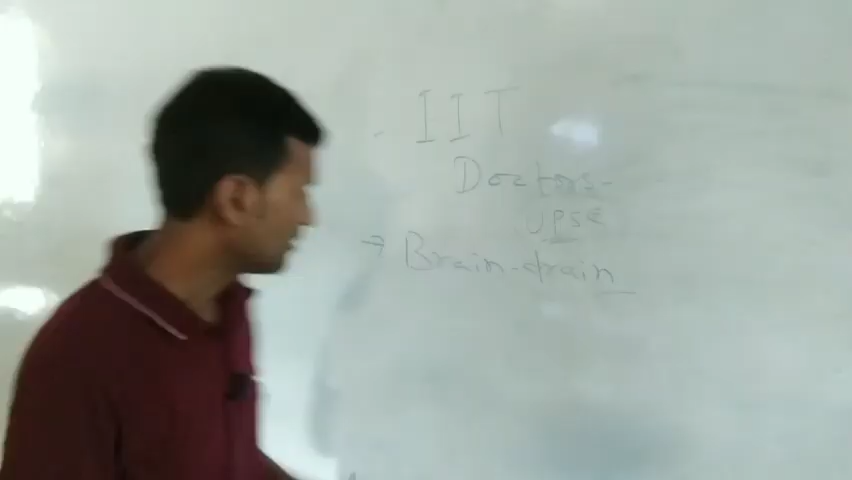 - IIT
Doctors-
UPSC
→ Brain-drain